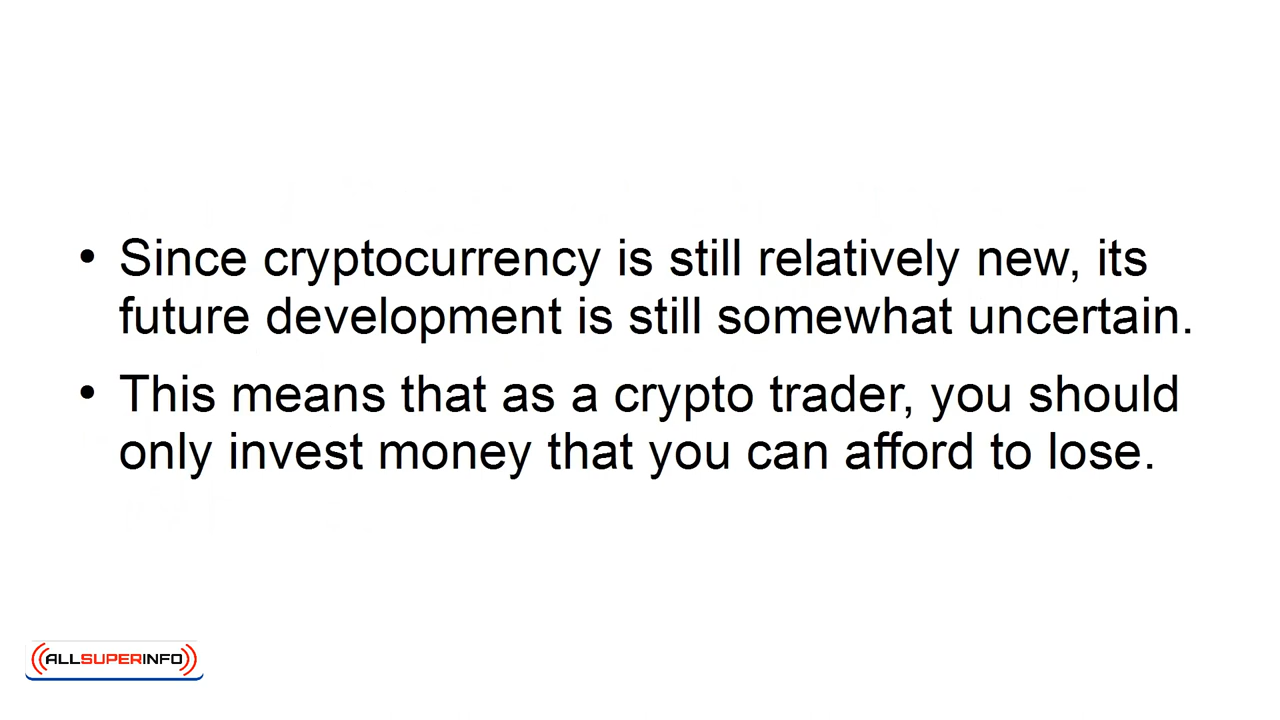 • Since cryptocurrency is still relatively new, its
future development is still somewhat uncertain.
• This means that as a crypto trader, you should
only invest money that you can afford to lose.
ALLSUPERINFO